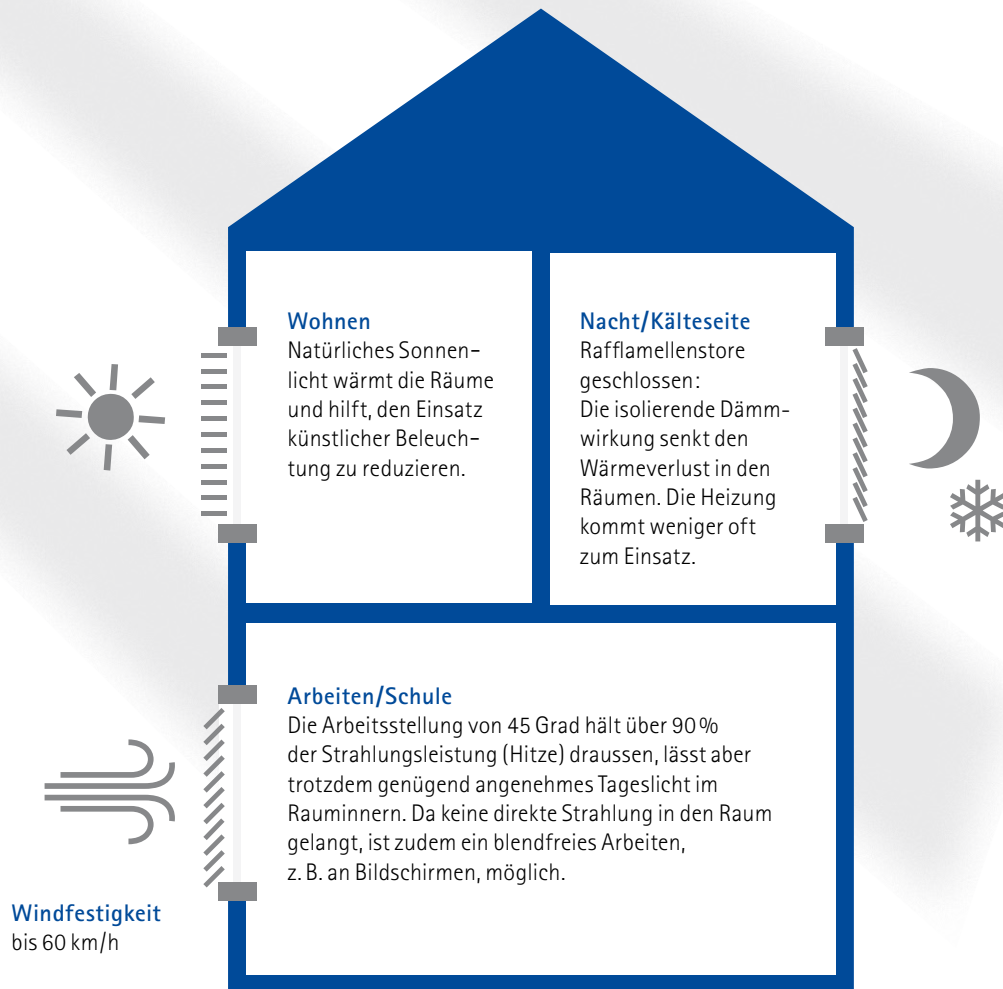 Wohnen
Natürliches Sonnen-
licht wärmt die Räume
und hilft, den Einsatz
künstlicher Beleuch-
tung zu reduzieren.
Nacht/Kälteseite
Rafflamellenstore
geschlossen:
Die isolierende Dämm-
wirkung senkt den
Wärmeverlust in den
Räumen. Die Heizung
kommt weniger oft
zum Einsatz.
Arbeiten/Schule
Die Arbeitsstellung von 45 Grad hält über 90 %
der Strahlungsleistung (Hitze) draussen, lässt aber
trotzdem genügend angenehmes Tageslicht im
Rauminnern. Da keine direkte Strahlung in den Raum
gelangt, ist zudem ein blendfreies Arbeiten,
z. B. an Bildschirmen, möglich.
Windfestigkeit
bis 60 km/h